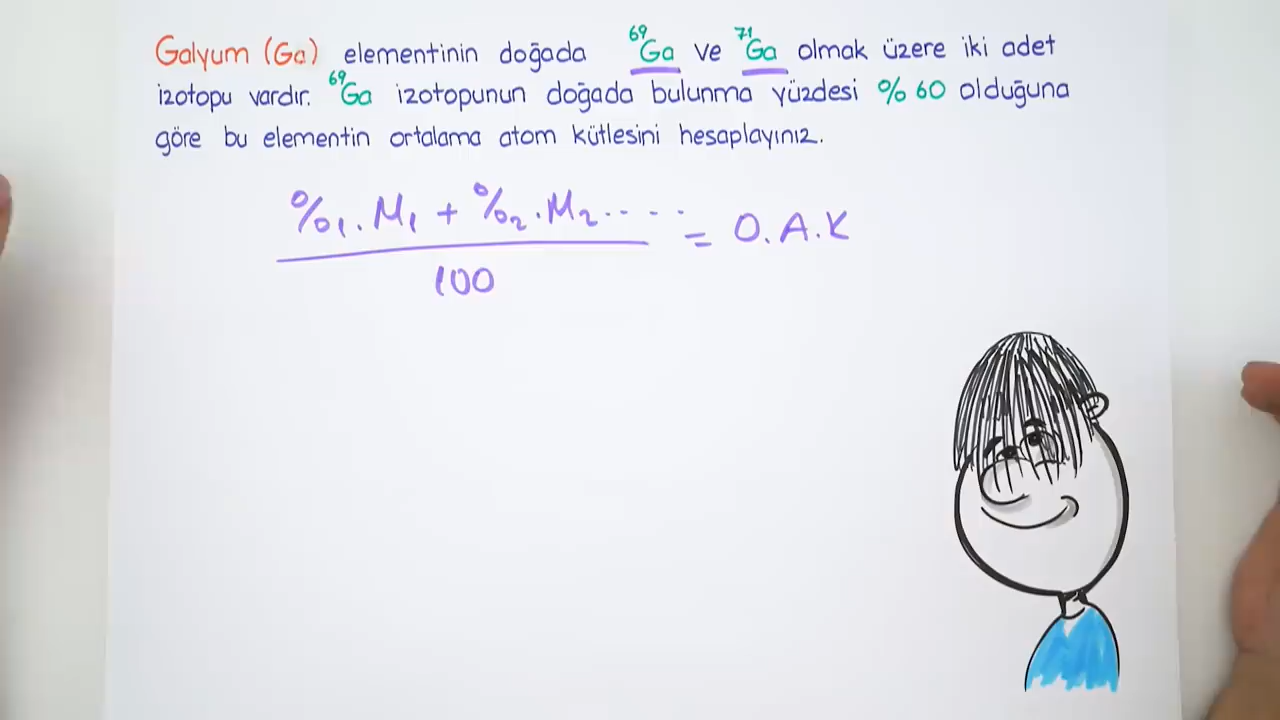 Galyum (Ga) elementinin doğada ⁶⁹Ga ve ⁷¹Ga olmak üzere iki adet
izotopu vardır. ⁶⁹Ga izotopunun doğada bulunma yüzdesi %60 olduğuna
göre bu elementin ortalama atom kütlesini hesaplayınız.
%₁.M₁ + %₂.M₂..... = O.A.K
100